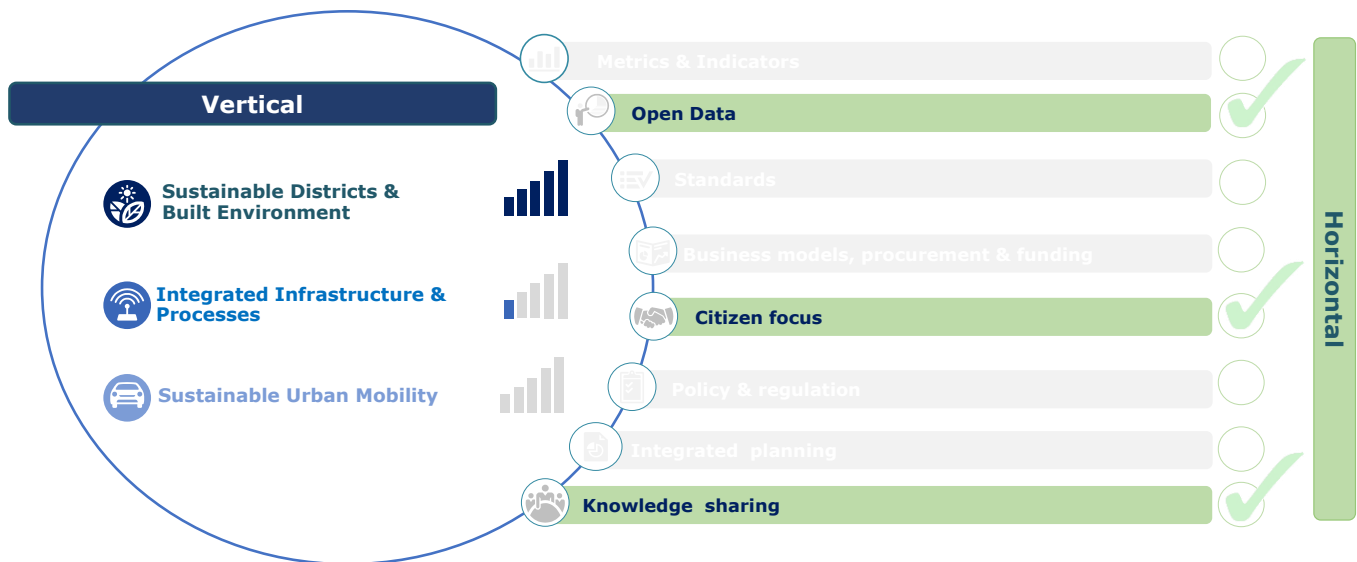 Vertical
Sustainable Districts &
Built Environment
Integrated Infrastructure &
Processes
Sustainable Urban Mobility
Metrics & Indicators
Open Data
Standards
Business models, procurement & funding
Citizen focus
Policy & regulation
Integrated planning
Knowledge sharing
Horizontal